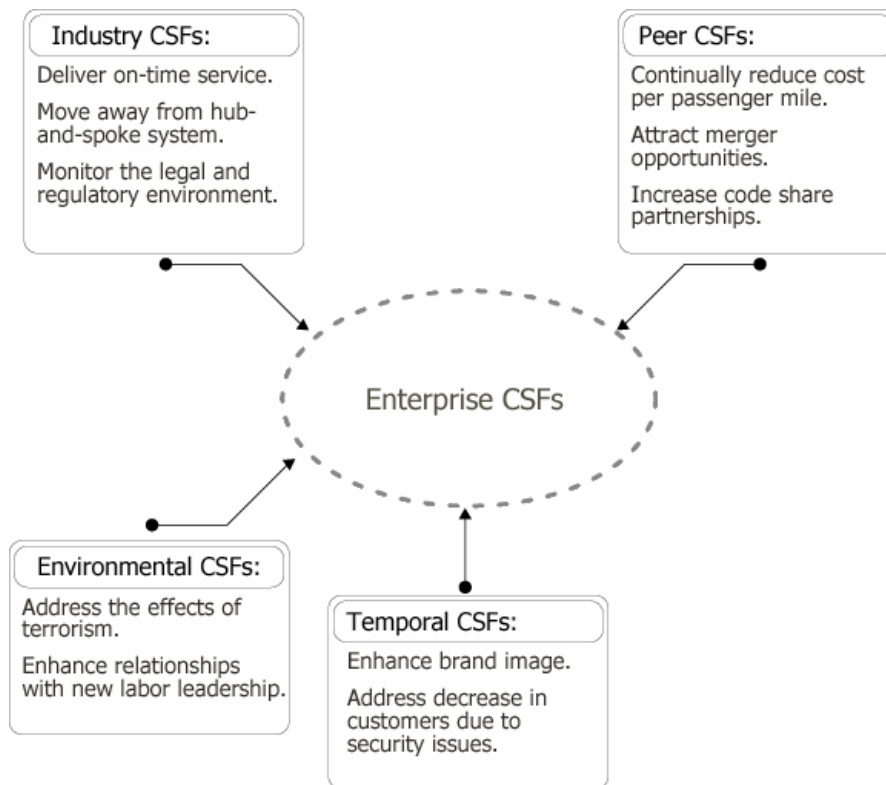 Industry CSFs:
Deliver on-time service.
Move away from hub-
and-spoke system.
Monitor the legal and
regulatory environment.
Peer CSFs:
Continually reduce cost
per passenger mile.
Attract merger
opportunities.
Increase code share
partnerships.
Enterprise CSFs
Environmental CSFs:
Address the effects of
terrorism.
Enhance relationships
with new labor leadership.
Temporal CSFs:
Enhance brand image.
Address decrease in
customers due to
security issues.